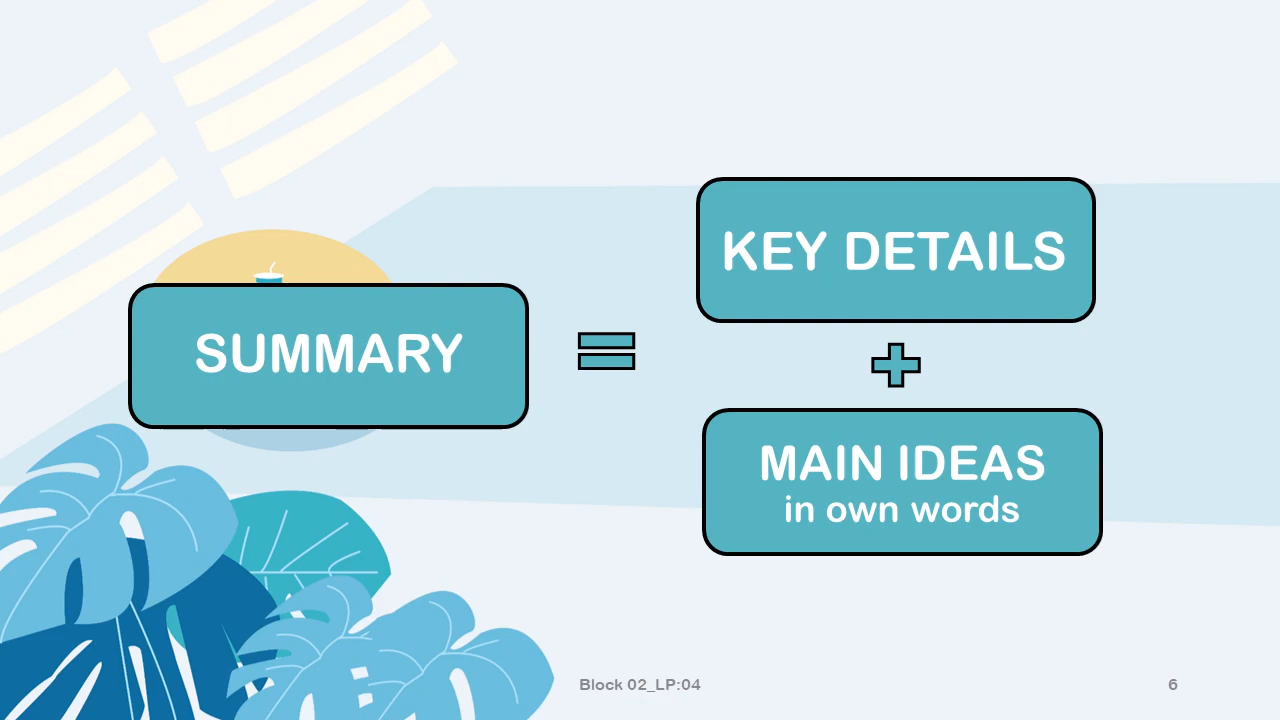 SUMMARY
KEY DETAILS
MAIN IDEAS
in own words
Block 02_LP:04
6